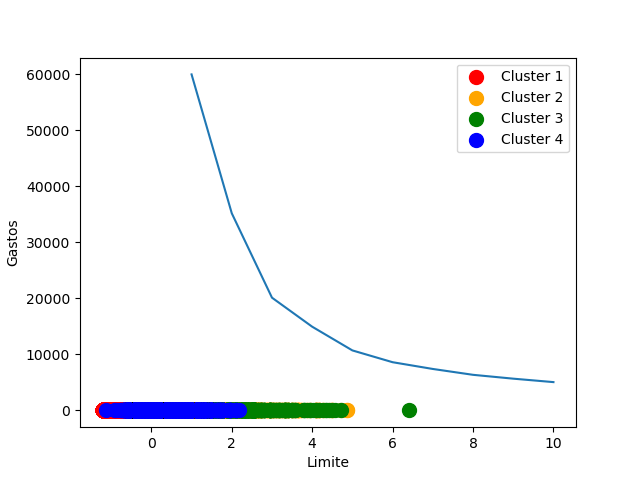 60000
50000
40000
30000
20000
10000
0
Gastos
Cluster 1
Cluster 2
Cluster 3
Cluster 4
0 2 4 6 8 10
Limite